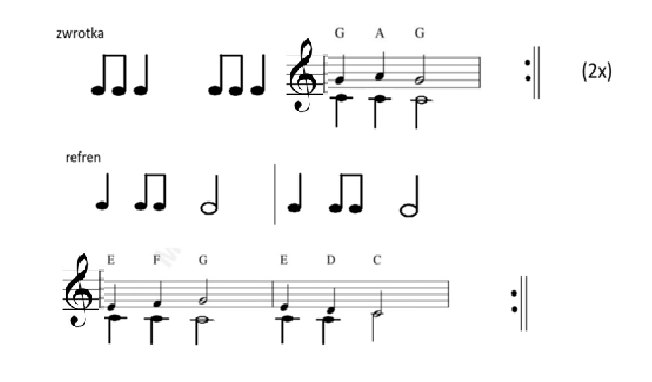 zwrotka
G A G
(2x)
refren
E F G E D C